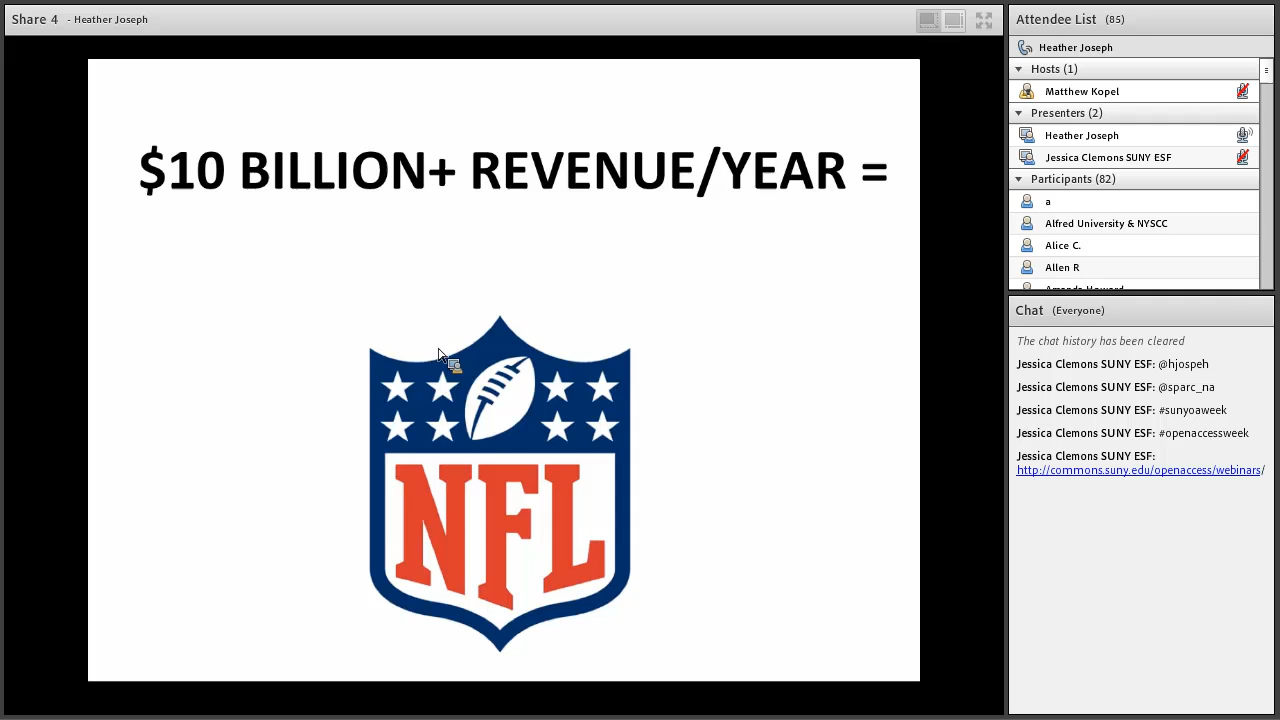 Share 4 - Heather Joseph
$10 BILLION+ REVENUE/YEAR =
NFL
Attendee List (85)
Heather Joseph
Hosts (1)
Matthew Kopel
Presenters (2)
Heather Joseph
Jessica Clemons SUNY ESF
Participants (82)
a
Alfred University & NYSCC
Alice C.
Allen R
Chat (Everyone)
The chat history has been cleared
Jessica Clemons SUNY ESF: @hjospeh
Jessica Clemons SUNY ESF: @sparc_na
Jessica Clemons SUNY ESF: #sunyoaweek
Jessica Clemons SUNY ESF: #openaccessweek
Jessica Clemons SUNY ESF:
http://commons.suny.edu/openaccess/webinars/